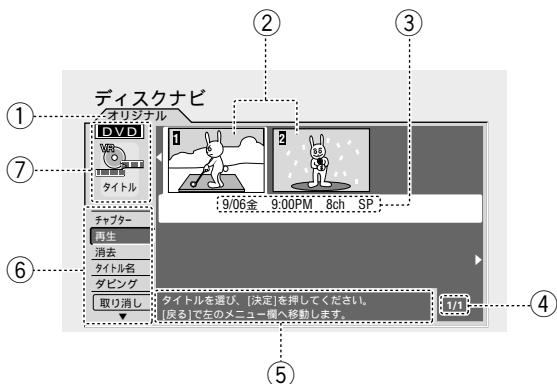 ② ③
ディスクナビ
① オリジナル
DVD
1 2
VR
⑦ タイトル
9/06金 9:00PM 8ch SP
チャプター
再生
⑥ 消去
タイトル名
ダビング
取り消し
タイトルを選び、[決定]を押してください。
[戻る]で左のメニュー欄へ移動します。
1/1 ④
⑤